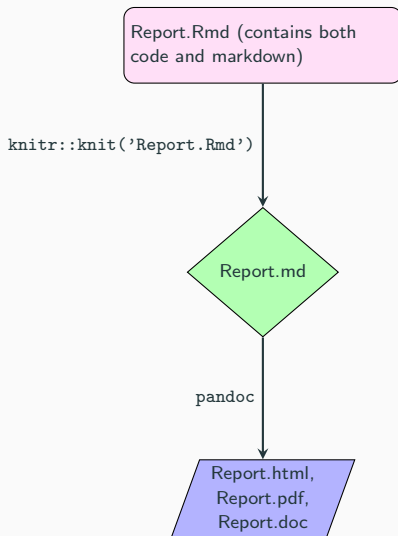 Report.Rmd (contains both
code and markdown)
knitr::knit('Report.Rmd')
Report.md
pandoc
Report.html,
Report.pdf,
Report.doc